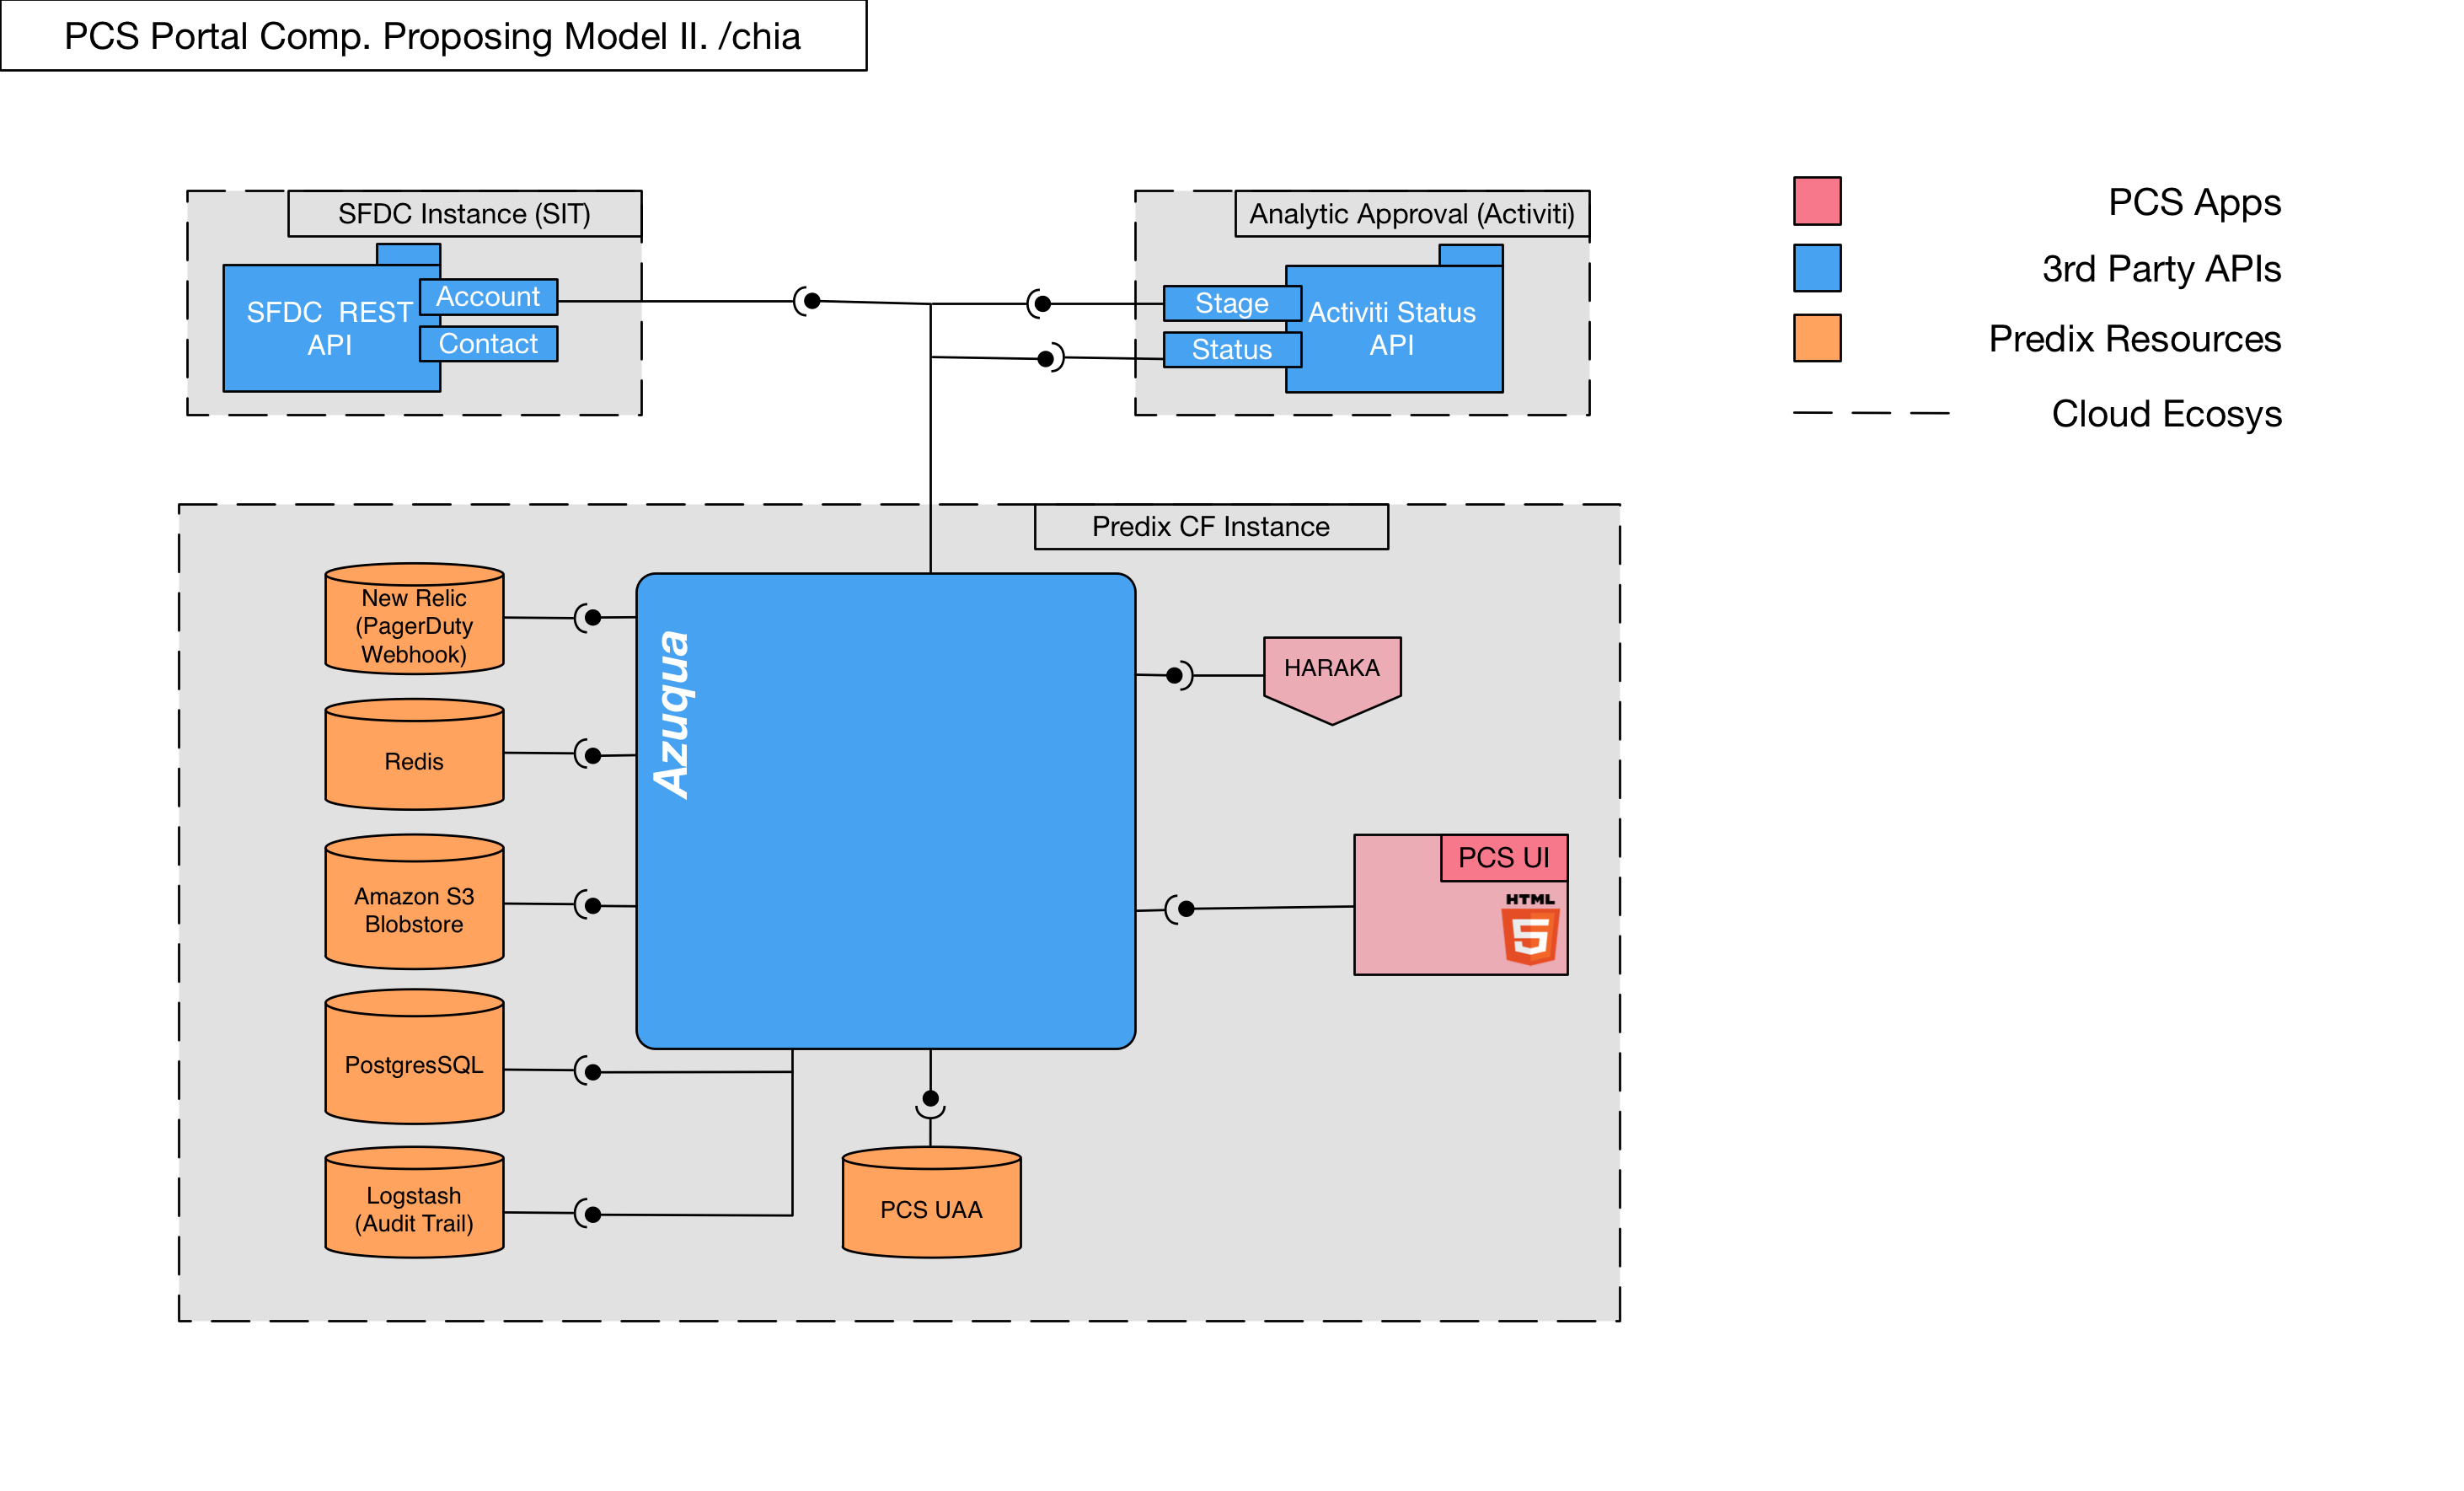 PCS Portal Comp. Proposing Model II. /chia
SFDC Instance (SIT)
SFDC REST
API
Account
Contact
Analytic Approval (Activiti)
Stage
Status
Activiti Status
API
PCS Apps
3rd Party APIs
Predix Resources
Cloud Ecosys
Predix CF Instance
New Relic
(PagerDuty
Webhook)
Redis
Amazon S3
Blobstore
PostgresSQL
Logstash
(Audit Trail)
Azuqua
PCS UAA
HARAKA
PCS UI
HTML
5